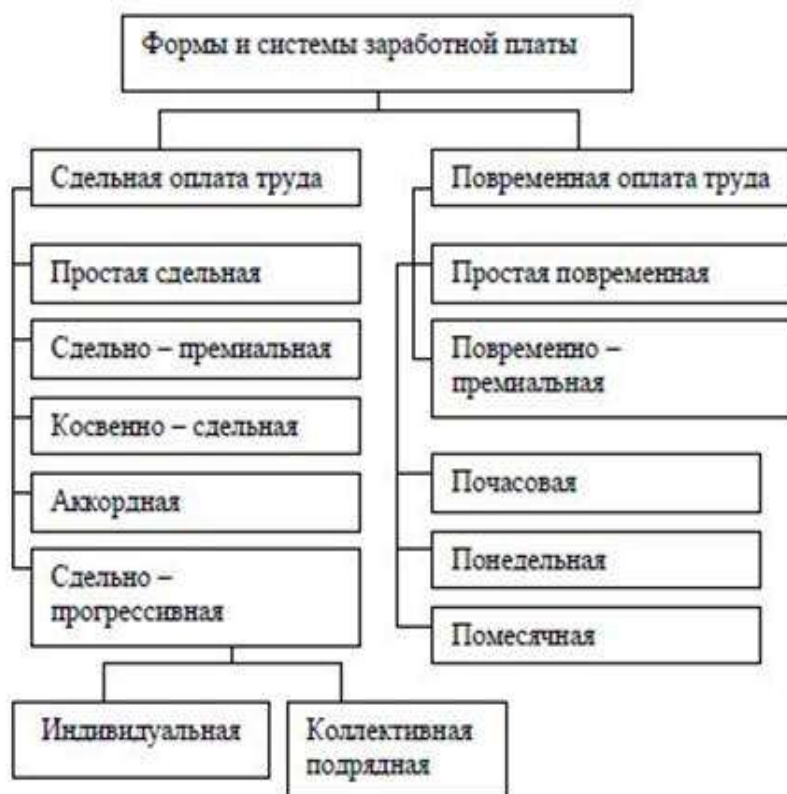 Формы и системы заработной платы
Сдельная оплата труда
Простая сдельная
Сдельно – премиальная
Косвенно – сдельная
Аккордная
Сдельно –
прогрессивная
Индивидуальная
Коллективная
подрядная
Повременная оплата труда
Простая повременная
Повременно –
премиальная
Почасовая
Понедельная
Помесячная